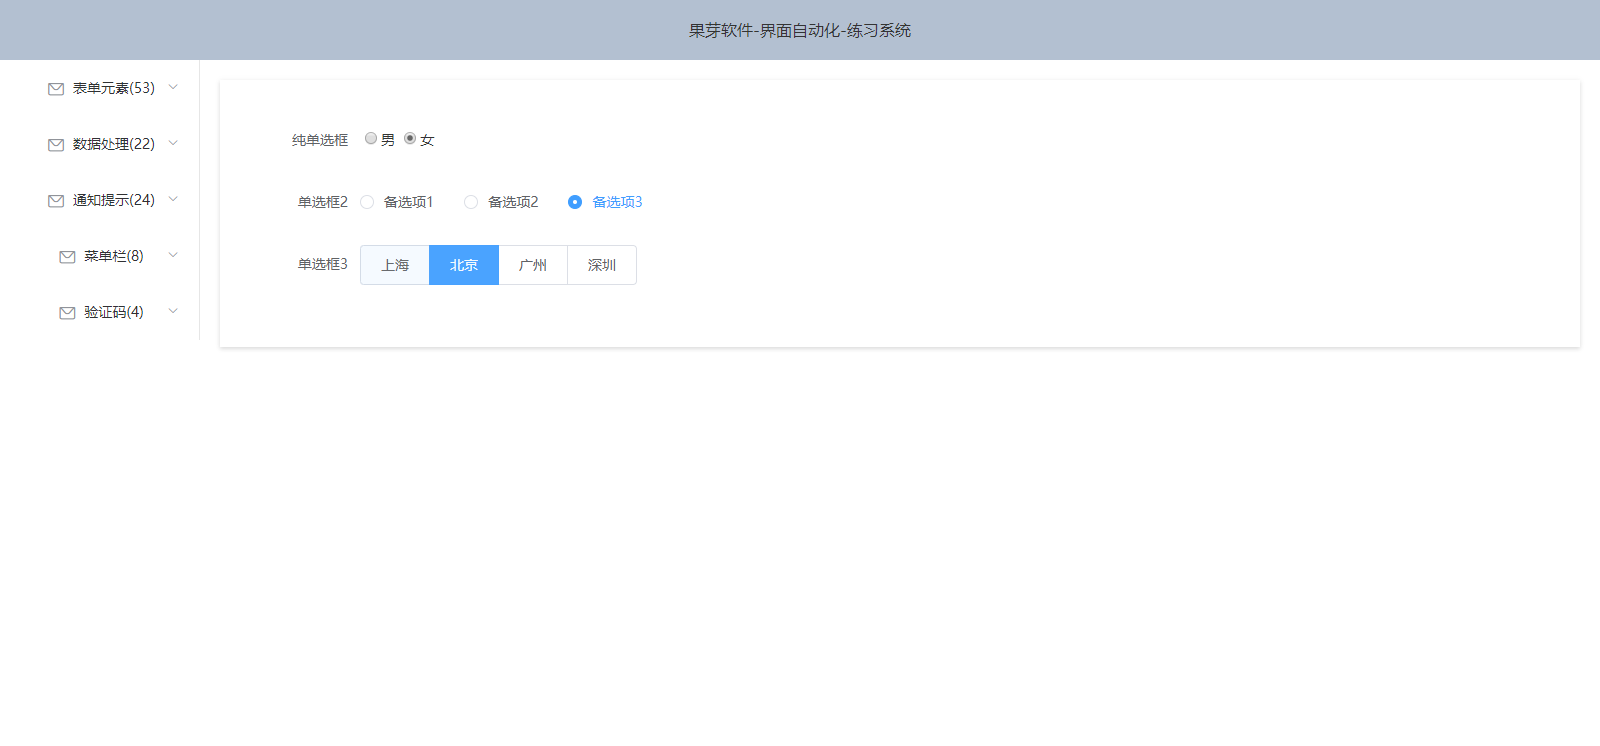 果芽软件-界面自动化-练习系统
表单元素(53)
数据处理(22)
通知提示(24)
菜单栏(8)
验证码(4)
纯单选框 男 女
单选框2 备选项1 备选项2 备选项3
单选框3 上海 北京 广州 深圳